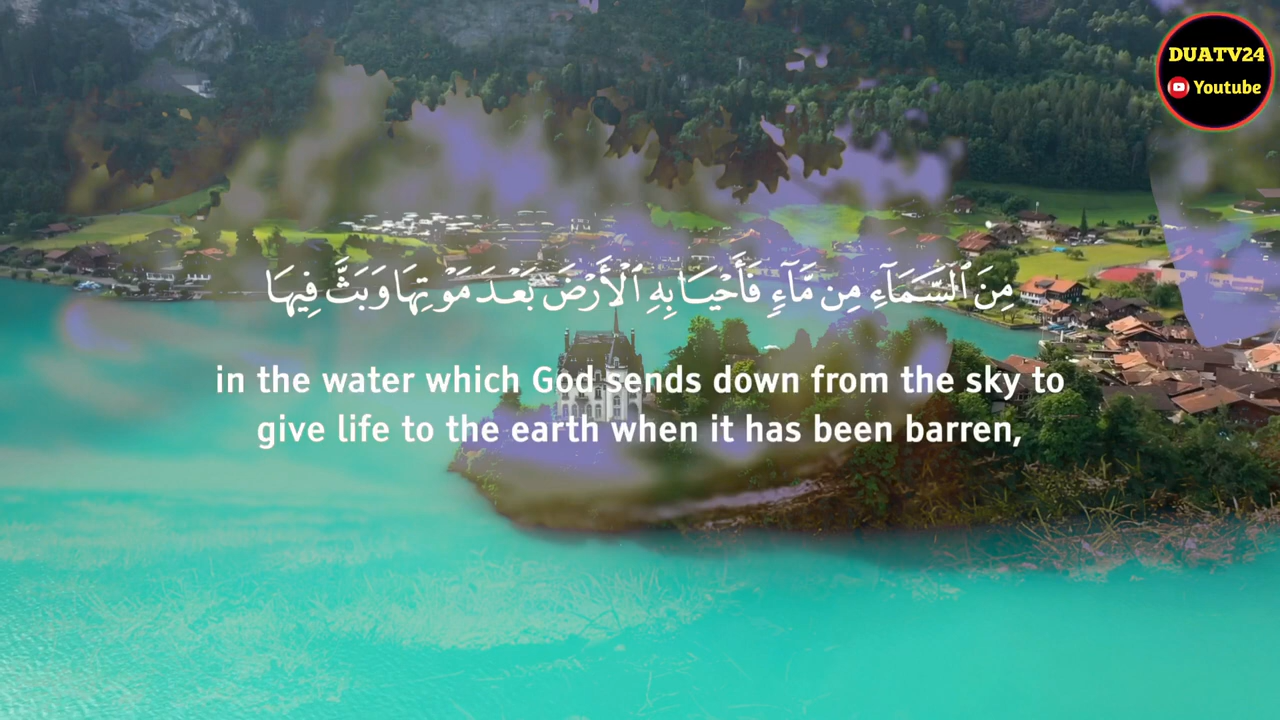 DUATV24
Youtube
مِنَ ٱلسَّمَآءِ مِن مَّآءٍ فَأَحْيَا بِهِ ٱلْأَرْضَ بَعْدَ مَوْتِهَا وَبَثَّ فِيهَا
in the water which God sends down from the sky to
give life to the earth when it has been barren,